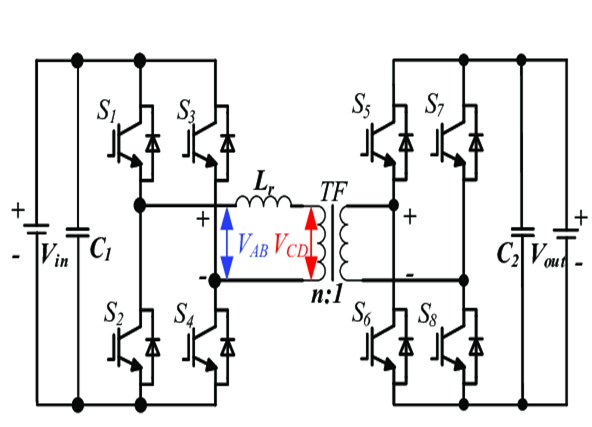 S1 S3 S5 S7
Lr TF
+ + + +
Vin C1 VAB VCD C2 Vout
- - - -
n:1
S2 S4 S6 S8